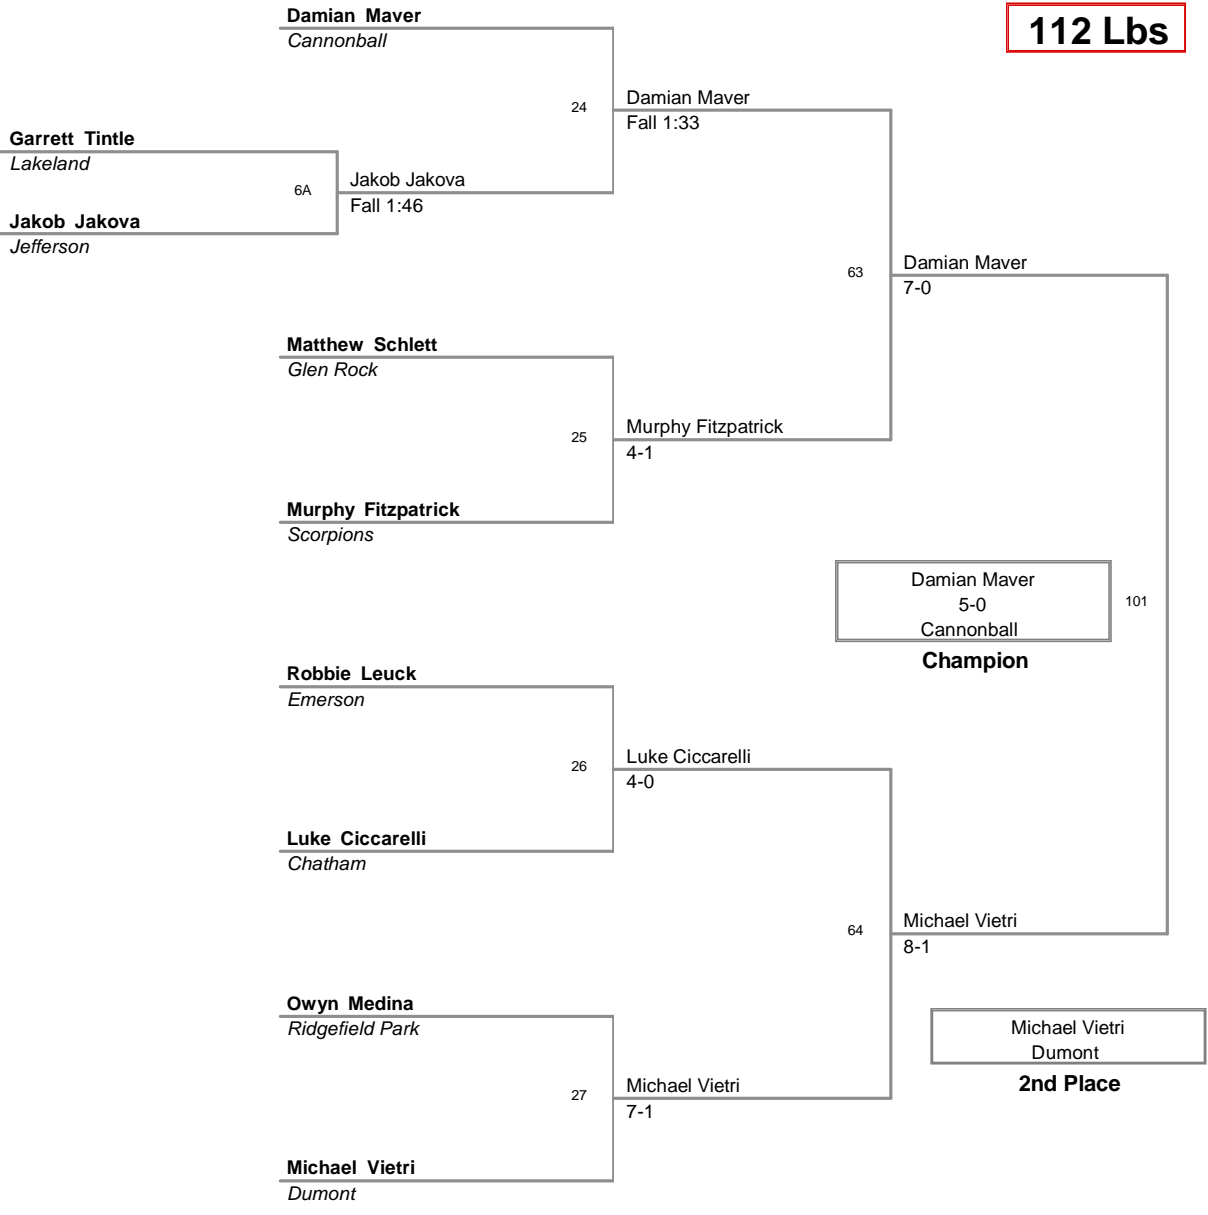 Damian Maver
Cannonball
112 Lbs
24
Damian Maver
Fall 1:33
Garrett Tintle
Lakeland
6A
Jakob Jakova
Fall 1:46
Jakob Jakova
Jefferson
63
Damian Maver
7-0
Matthew Schlett
Glen Rock
25
Murphy Fitzpatrick
4-1
Murphy Fitzpatrick
Scorpions
Damian Maver
5-0
Cannonball
101
Champion
Robbie Leuck
Emerson
26
Luke Ciccarelli
4-0
Luke Ciccarelli
Chatham
64
Michael Vietri
8-1
Owyn Medina
Ridgefield Park
Michael Vietri
Dumont
2nd Place
27
Michael Vietri
7-1
Michael Vietri
Dumont